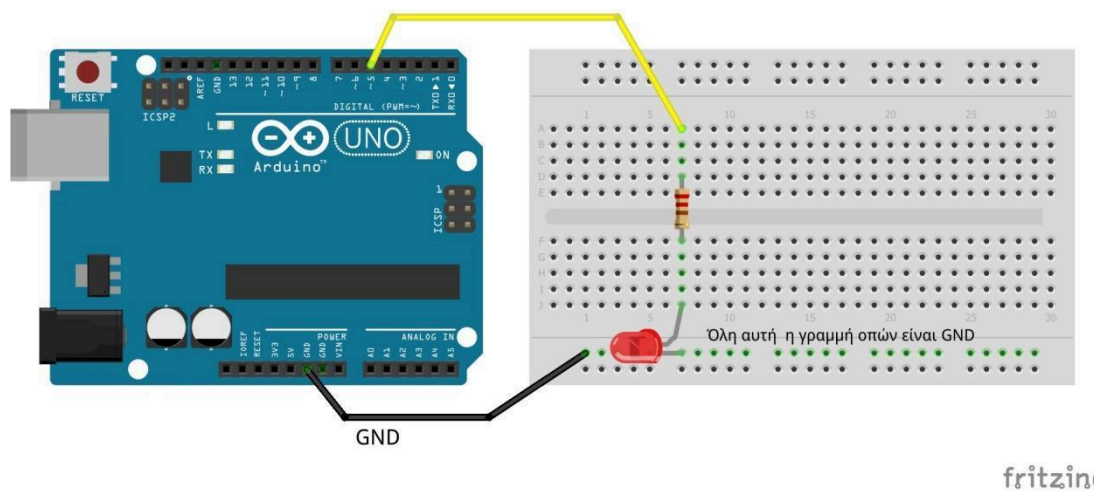 RESET
ICSP2
AREF
GND
13
12
~11
~10
~9
8
7
~6
~5
4
~3
2
TX0▶1
RX0◀0
DIGITAL (PWM=~)
L
TX
RX
Arduino™
UNO
ON
1
ICSP
IOREF
RESET
3V3
5V
GND
GND
VIN
POWER
A0
A1
A2
A3
A4
A5
ANALOG IN
GND
1 5 10 15 20 25 30
A
B
C
D
E
F
G
H
I
J
1 5 10 15 20 25 30
Όλη αυτή η γραμμή οπών είναι GND